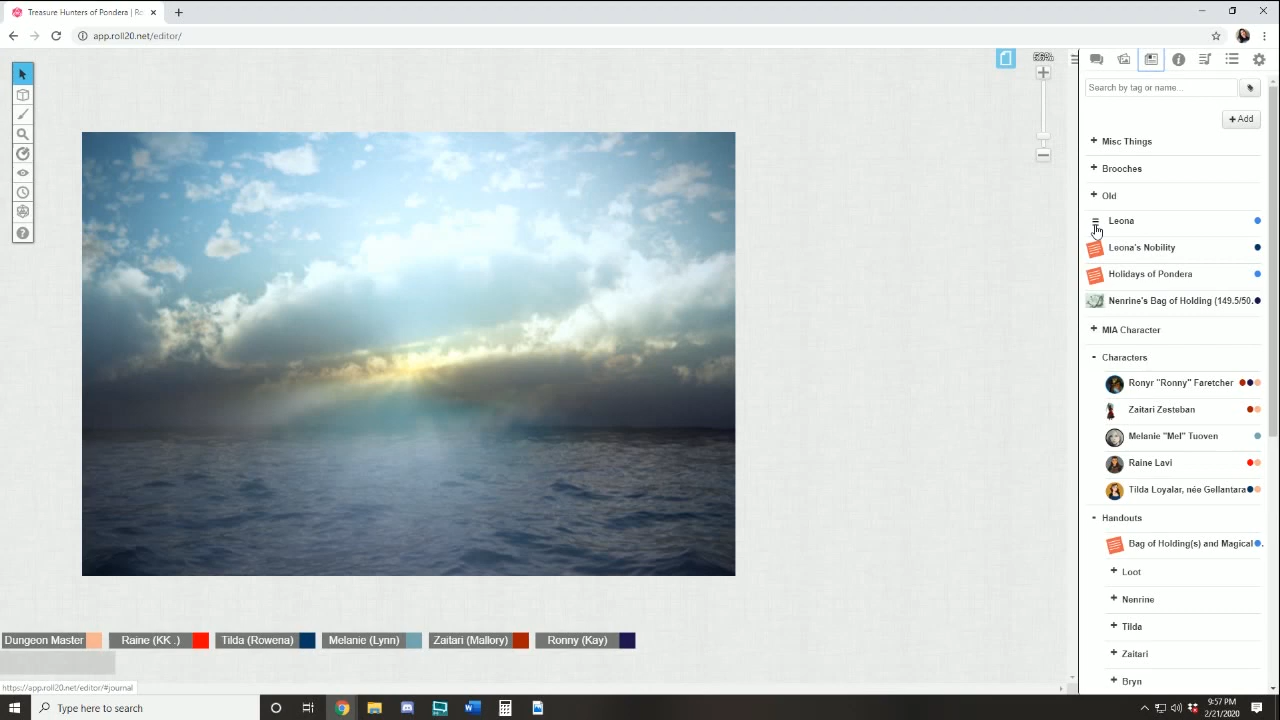 Treasure Hunters of Pondera | Ro
app.roll20.net/editor/
Search by tag or name...
+ Add
Misc Things
Brooches
Old
Leona
Leona's Nobility
Holidays of Pondera
Nenrine's Bag of Holding (149.5/50.
MIA Character
Characters
Ronyr "Ronny" Faretcher
Zaitari Zesteban
Melanie "Mel" Tuoven
Raine Lavi
Tilda Loyalar, née Gellantara
Handouts
Bag of Holding(s) and Magical .
Loot
Nenrine
Tilda
Zaitari
Bryn
Dungeon Master
Raine (KK .)
Tilda (Rowena)
Melanie (Lynn)
Zaitari (Mallory)
Ronny (Kay)
https://app.roll20.net/editor/#journal
Type here to search
9:57 PM
2/21/2020